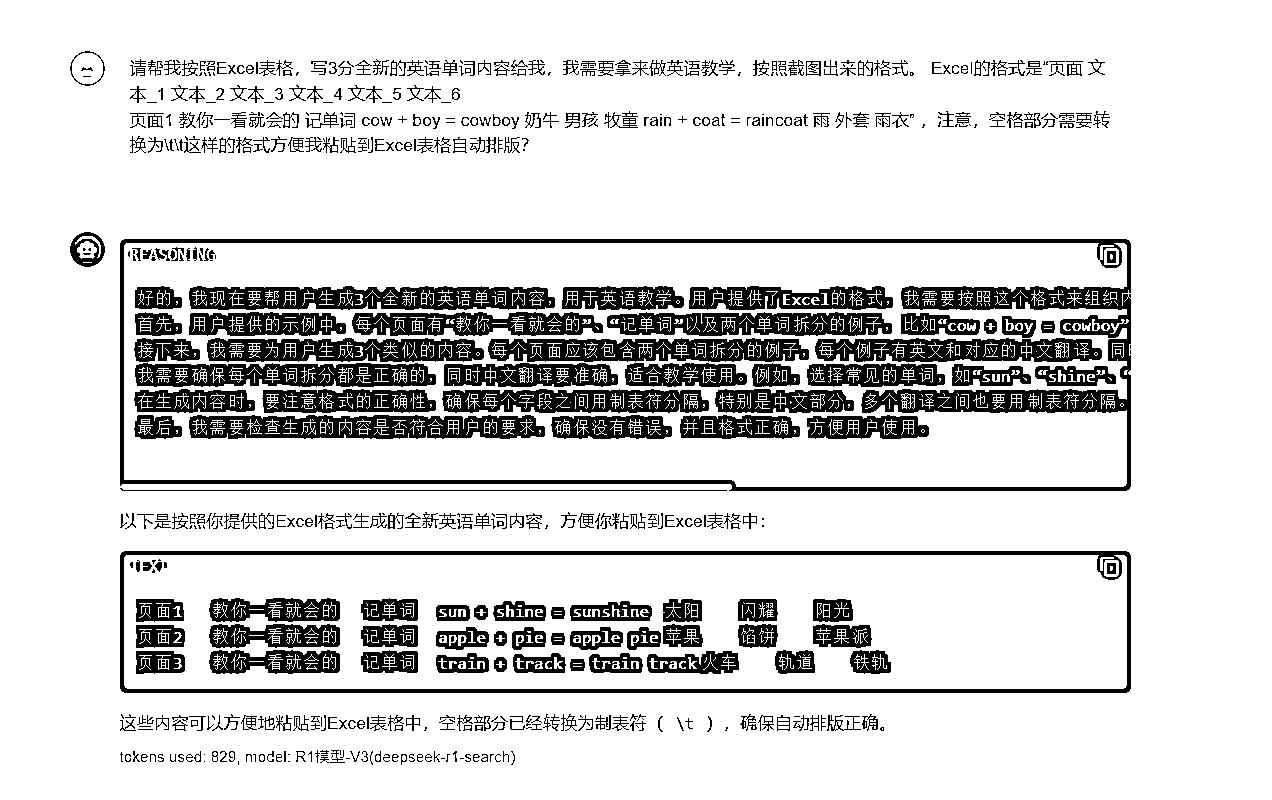 请帮我按照Excel表格，写3分全新的英语单词内容给我，我需要拿来做英语教学，按照截图出来的格式。 Excel的格式是“页面 文
本_1 文本_2 文本_3 文本_4 文本_5 文本_6
页面1 教你一看就会的 记单词 cow + boy = cowboy 奶牛 男孩 牧童 rain + coat = raincoat 雨 外套 雨衣” ，注意，空格部分需要转
换为\t\t这样的格式方便我粘贴到Excel表格自动排版？
REASONING
好的，我现在要帮用户生成3个全新的英语单词内容，用于英语教学。用户提供了Excel的格式，我需要按照这个格式来组织
首先，用户提供的示例中，每个页面有“教你一看就会的”、“记单词”以及两个单词拆分的例子，比如“cow + boy = cowboy”
接下来，我需要为用户生成3个类似的内容。每个页面应该包含两个单词拆分的例子，每个例子有英文和对应的中文翻译。
我需要确保每个单词拆分都是正确的，同时中文翻译要准确，适合教学使用。例如，选择常见的单词，如“sun”、“shine”、“
在生成内容时，要注意格式的正确性，确保每个字段之间用制表符分隔，特别是中文部分，多个翻译之间也要用制表符分隔。
最后，我需要检查生成的内容是否符合用户的要求，确保没有错误，并且格式正确，方便用户使用。
以下是按照你提供的Excel格式生成的全新英语单词内容，方便你粘贴到Excel表格中：
TEXT
页面1 教你一看就会的 记单词 sun + shine = sunshine 太阳 闪耀 阳光
页面2 教你一看就会的 记单词 apple + pie = apple pie 苹果 馅饼 苹果派
页面3 教你一看就会的 记单词 train + track = train track 火车 轨道 铁轨
这些内容可以方便地粘贴到Excel表格中，空格部分已经转换为制表符 ( \t ) ，确保自动排版正确。
tokens used: 829, model: R1模型-V3(deepseek-r1-search)